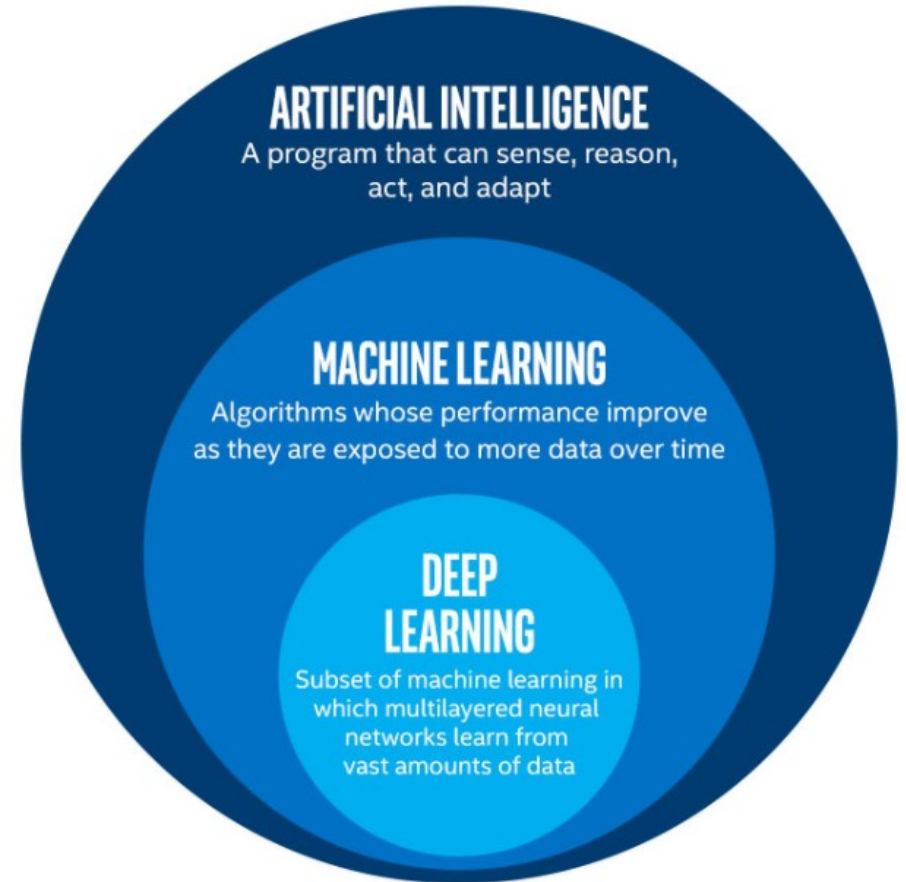 ARTIFICIAL INTELLIGENCE
A program that can sense, reason,
act, and adapt
MACHINE LEARNING
Algorithms whose performance improve
as they are exposed to more data over time
DEEP
LEARNING
Subset of machine learning in
which multilayered neural
networks learn from
vast amounts of data